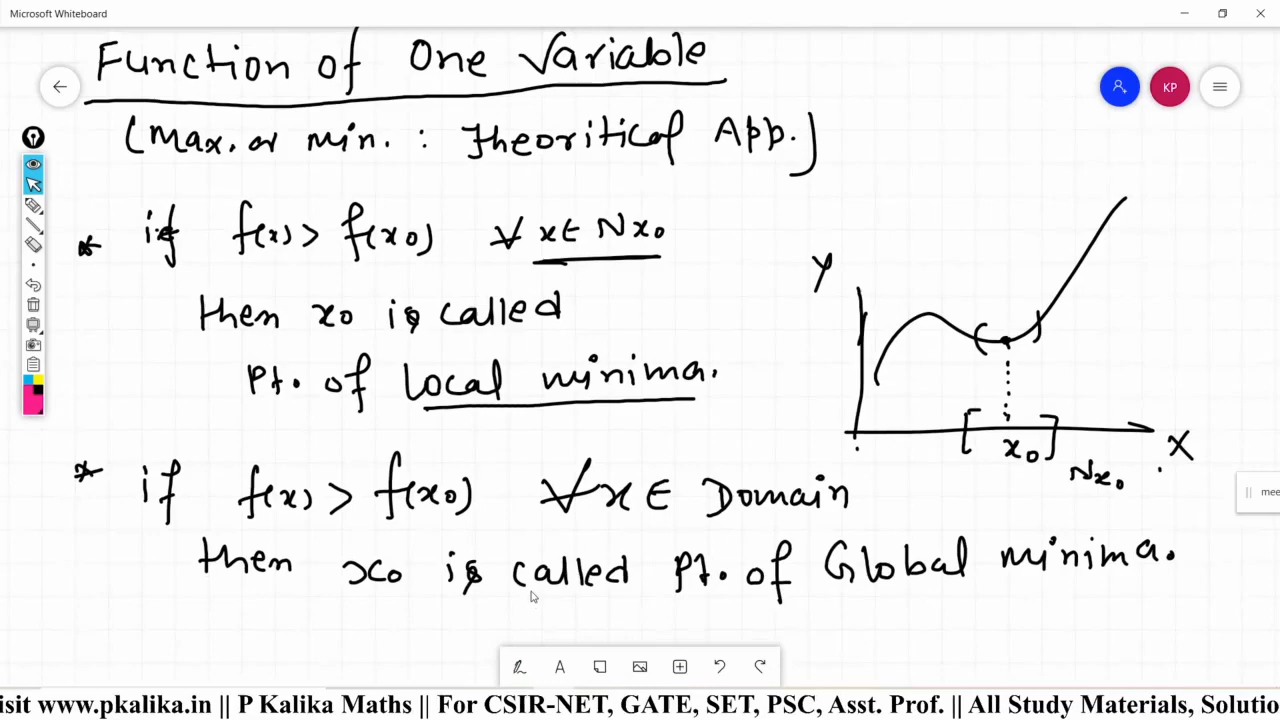 Microsoft Whiteboard
Function of One Variable
KP
(Max. or min. : Theoritical App.)
* if f(x) > f(x0) ∀ x ∈ Nx0
then x0 is called
Pt. of local minima.
Y
x0
X
Nx0
* if f(x) > f(x0) ∀ x ∈ Domain
then x0 is called Pt. of Global minima.
mee
A
isit www.pkalika.in || P Kalika Maths || For CSIR-NET, GATE, SET, PSC, Asst. Prof. || All Study Materials, Solutio